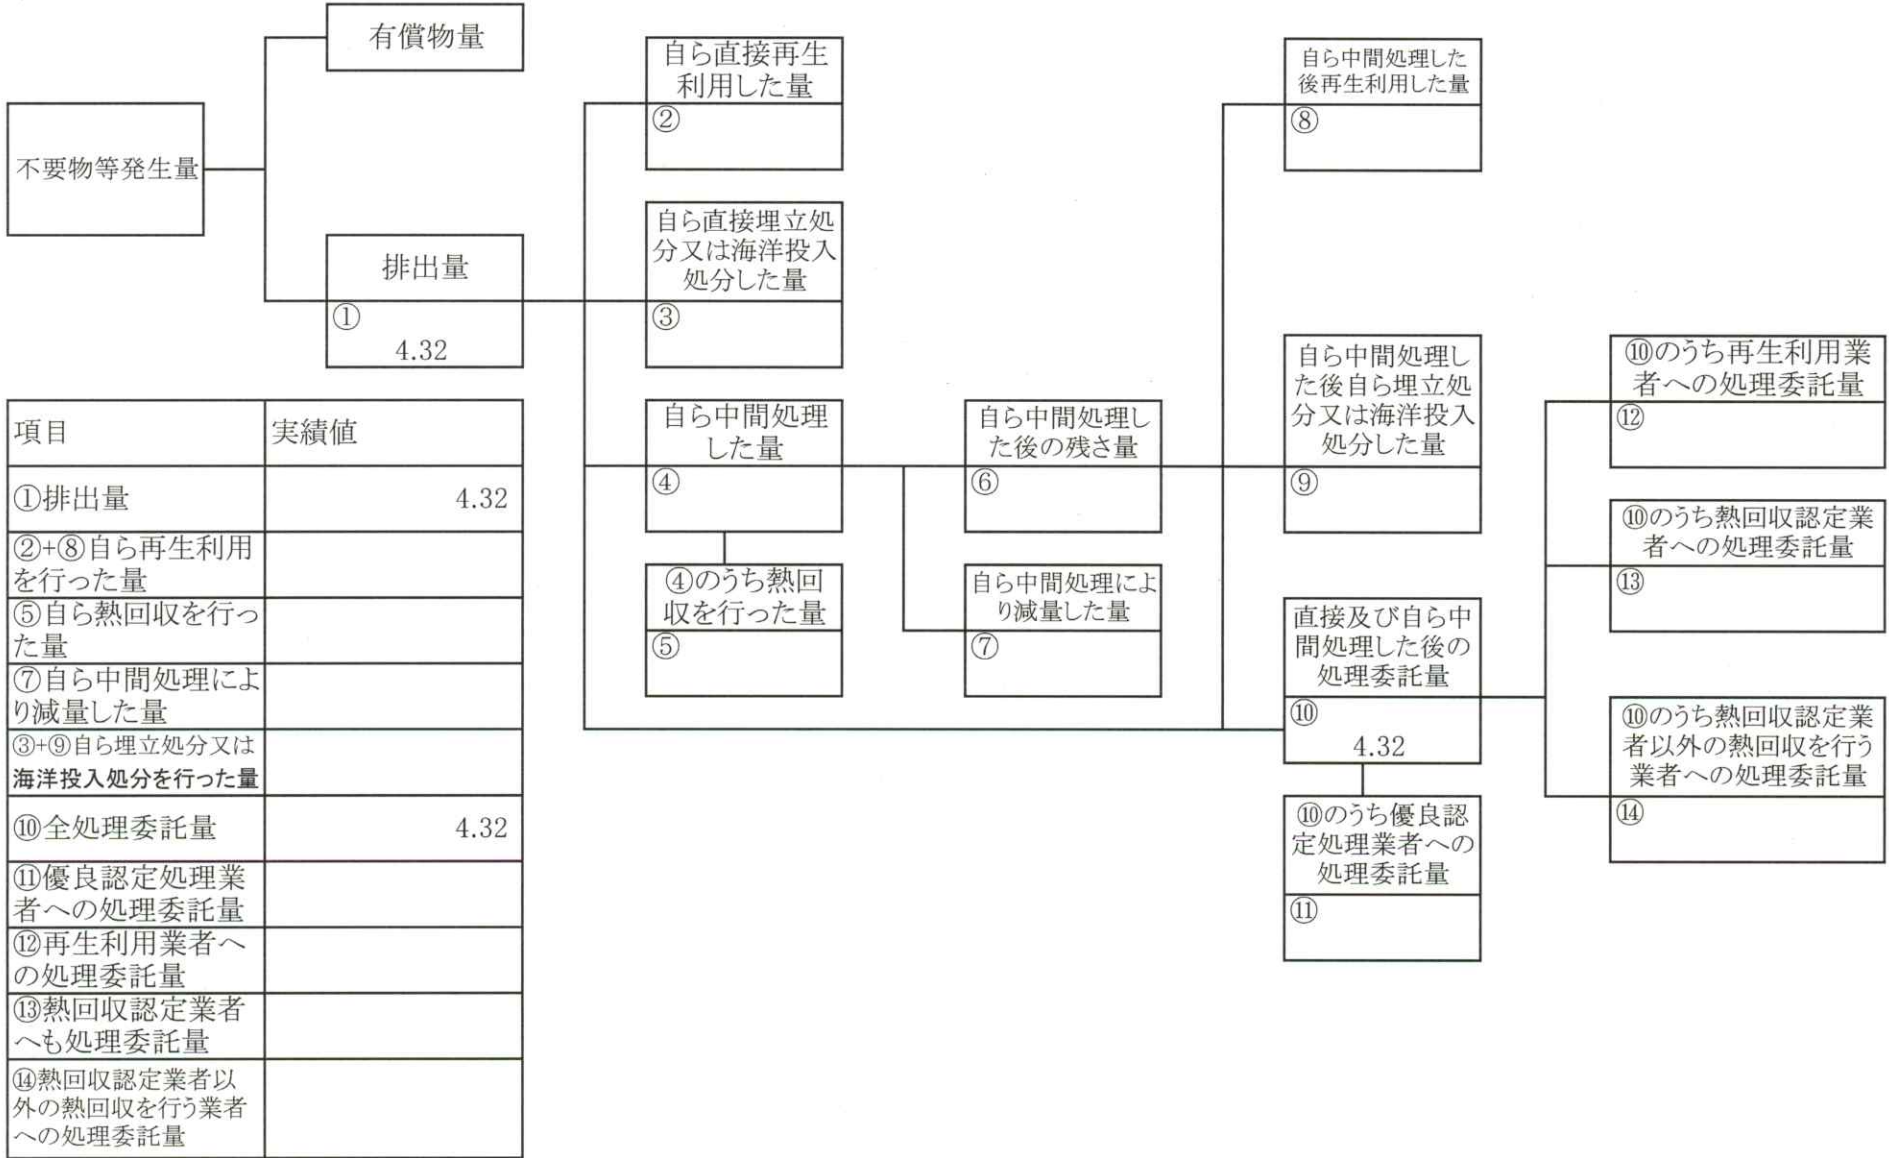 有償物量
不要物等発生量
排出量
①
4.32
自ら直接再生
利用した量
②
自ら直接埋立処
分又は海洋投入
処分した量
③
自ら中間処理
した量
④
④のうち熱回
収を行った量
⑤
自ら中間処理し
た後の残さ量
⑥
自ら中間処理によ
り減量した量
⑦
自ら中間処理した
後再生利用した量
⑧
自ら中間処理し
た後自ら埋立処
分又は海洋投入
処分した量
⑨
直接及び自ら中
間処理した後の
処理委託量
⑩
4.32
⑩のうち優良認
定処理業者への
処理委託量
⑪
⑩のうち再生利用業
者への処理委託量
⑫
⑩のうち熱回収認定業
者への処理委託量
⑬
⑩のうち熱回収認定業
者以外の熱回収を行う
業者への処理委託量
⑭
項目 実績値
①排出量 4.32
②+⑧自ら再生利用
を行った量
⑤自ら熱回収を行っ
た量
⑦自ら中間処理によ
り減量した量
③+⑨自ら埋立処分又は
海洋投入処分を行った量
⑩全処理委託量 4.32
⑪優良認定処理業
者への処理委託量
⑫再生利用業者へ
の処理委託量
⑬熱回収認定業者
へも処理委託量
⑭熱回収認定業者以
外の熱回収を行う業者
への処理委託量